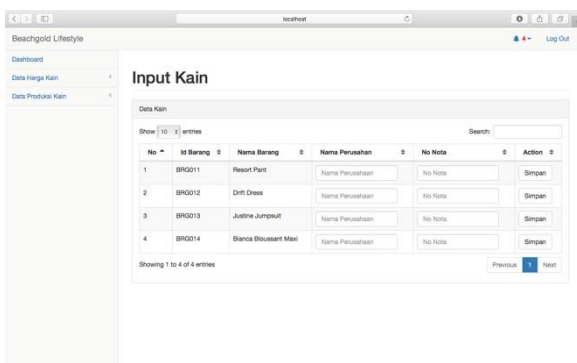 localhost
Beachgold Lifestyle
4
Log Out
Dashboard
Data Harga Kain
Data Produksi Kain
Input Kain
Data Kain
Show 10 entries
Search:
No Id Barang Nama Barang Nama Perusahan No Nota Action
1 BRG011 Resort Pant Nama Perusahaan No Nota Simpan
2 BRG012 Drift Dress Nama Perusahaan No Nota Simpan
3 BRG013 Justine Jumpsuit Nama Perusahaan No Nota Simpan
4 BRG014 Bianca Bloussant Maxi Nama Perusahaan No Nota Simpan
Showing 1 to 4 of 4 entries
Previous 1 Next